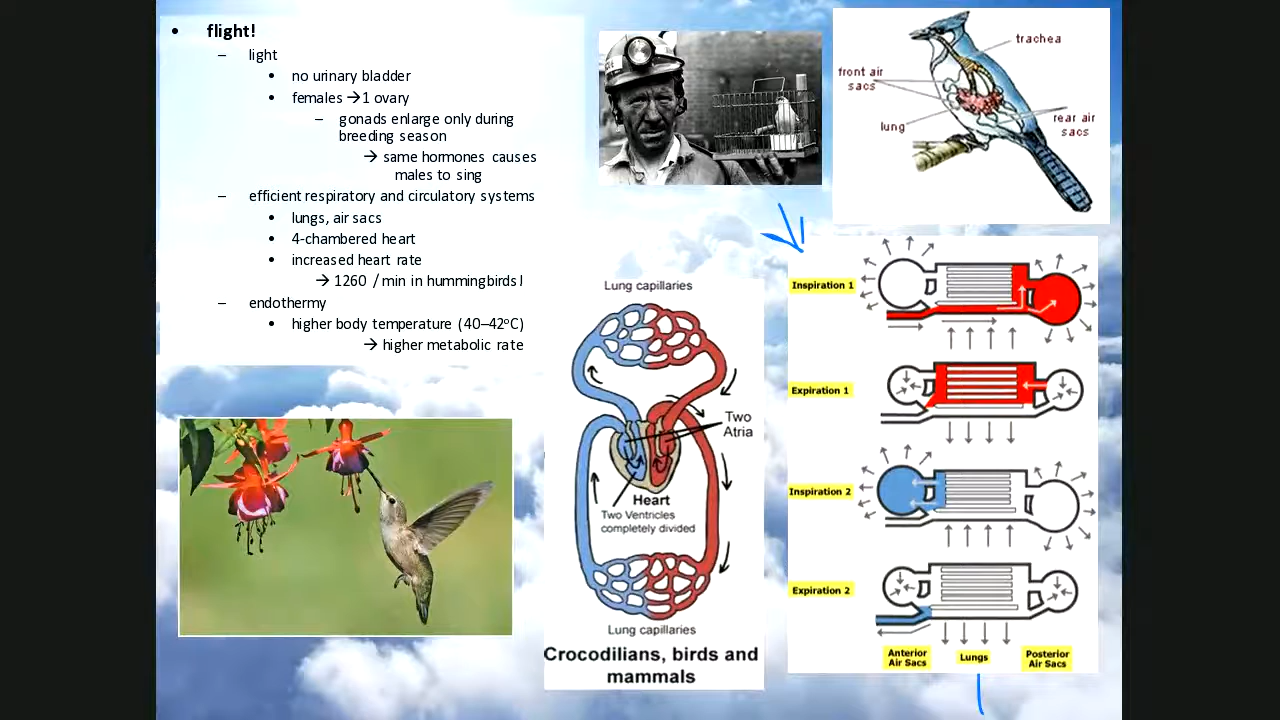 • flight!
– light
• no urinary bladder
• females → 1 ovary
– gonads enlarge only during
breeding season
→ same hormones causes
males to sing
– efficient respiratory and circulatory systems
• lungs, air sacs
• 4-chambered heart
• increased heart rate
→ 1260 / min in hummingbirds!
– endothermy
• higher body temperature (40–42°C)
→ higher metabolic rate
trachea
front air
sacs
lung
rear air
sacs
Lung capillaries
Two
Atria
Heart
Two Ventricles
completely divided
Lung capillaries
Crocodilians, birds and
mammals
Inspiration 1
Expiration 1
Inspiration 2
Expiration 2
Anterior
Air Sacs
Lungs
Posterior
Air Sacs